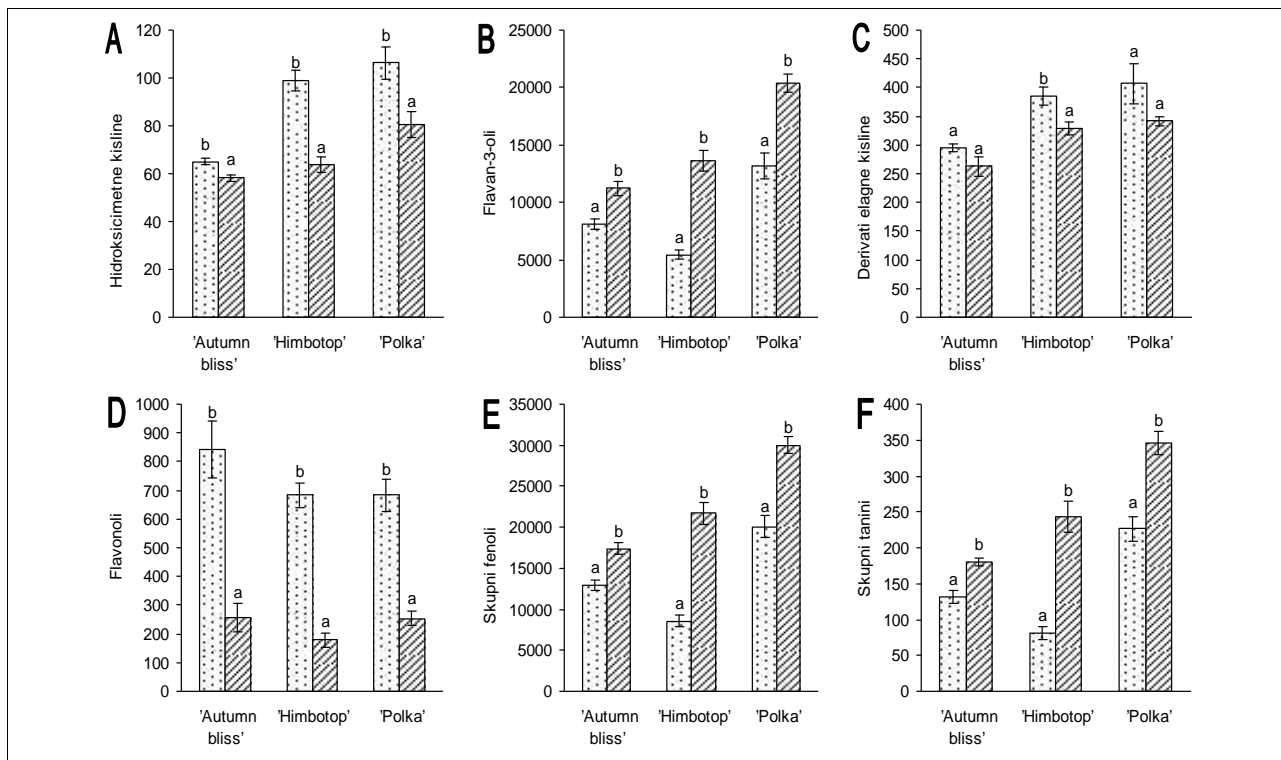 A
Hidroksicimetne kisline
120
100
80
60
40
20
0
b
a
b
a
b
a
'Autumn
bliss'
'Himbotop'
'Polka'
B
Flavan-3-oli
25000
20000
15000
10000
5000
0
a
b
a
b
a
b
'Autumn
bliss'
'Himbotop'
'Polka'
C
Derivati elagne kisline
500
450
400
350
300
250
200
150
100
50
0
a
a
b
a
a
a
'Autumn
bliss'
'Himbotop'
'Polka'
D
Flavonoli
1000
900
800
700
600
500
400
300
200
100
0
b
a
b
a
b
a
'Autumn
bliss'
'Himbotop'
'Polka'
E
Skupni fenoli
35000
30000
25000
20000
15000
10000
5000
0
a
b
a
b
a
b
'Autumn
bliss'
'Himbotop'
'Polka'
F
Skupni tanini
400
350
300
250
200
150
100
50
0
a
b
a
b
a
b
'Autumn
bliss'
'Himbotop'
'Polka'